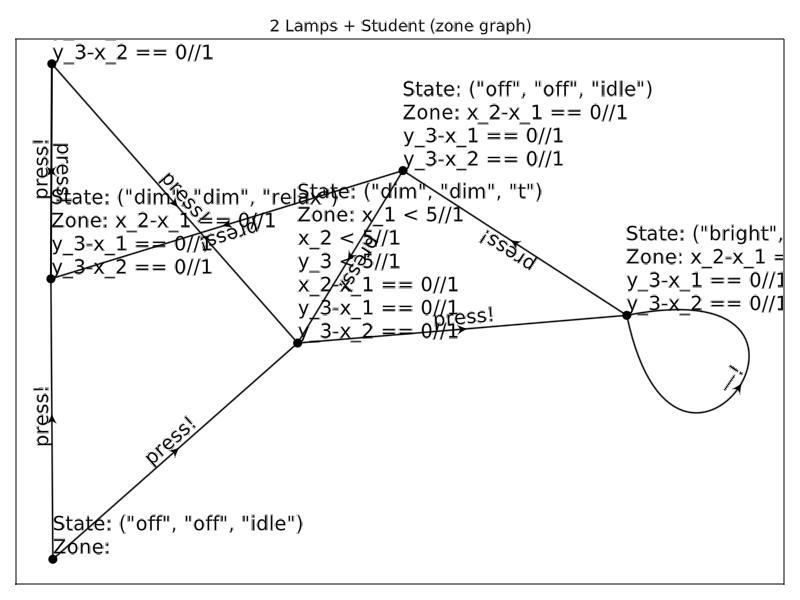 2 Lamps + Student (zone graph)
y_3-x_2 == 0//1
State: ("off", "off", "idle")
Zone: x_2-x_1 == 0//1
y_3-x_1 == 0//1
y_3-x_2 == 0//1
press!
press!
press!
State: ("dim", "dim", "relax")
Zone: x_2-x_1 == 0//1
y_3-x_1 == 0//1
y_3-x_2 == 0//1
State: ("dim", "dim", "t")
Zone: x_1 < 5//1
x_2 < 5//1
y_3 < 5//1
x_2-x_1 == 0//1
y_3-x_1 == 0//1
y_3-x_2 == 0//1
press!
press!
press!
State: ("bright",
Zone: x_2-x_1 =
y_3-x_1 == 0//1
y_3-x_2 == 0//1
press!
press!
press!
State: ("off", "off", "idle")
Zone: